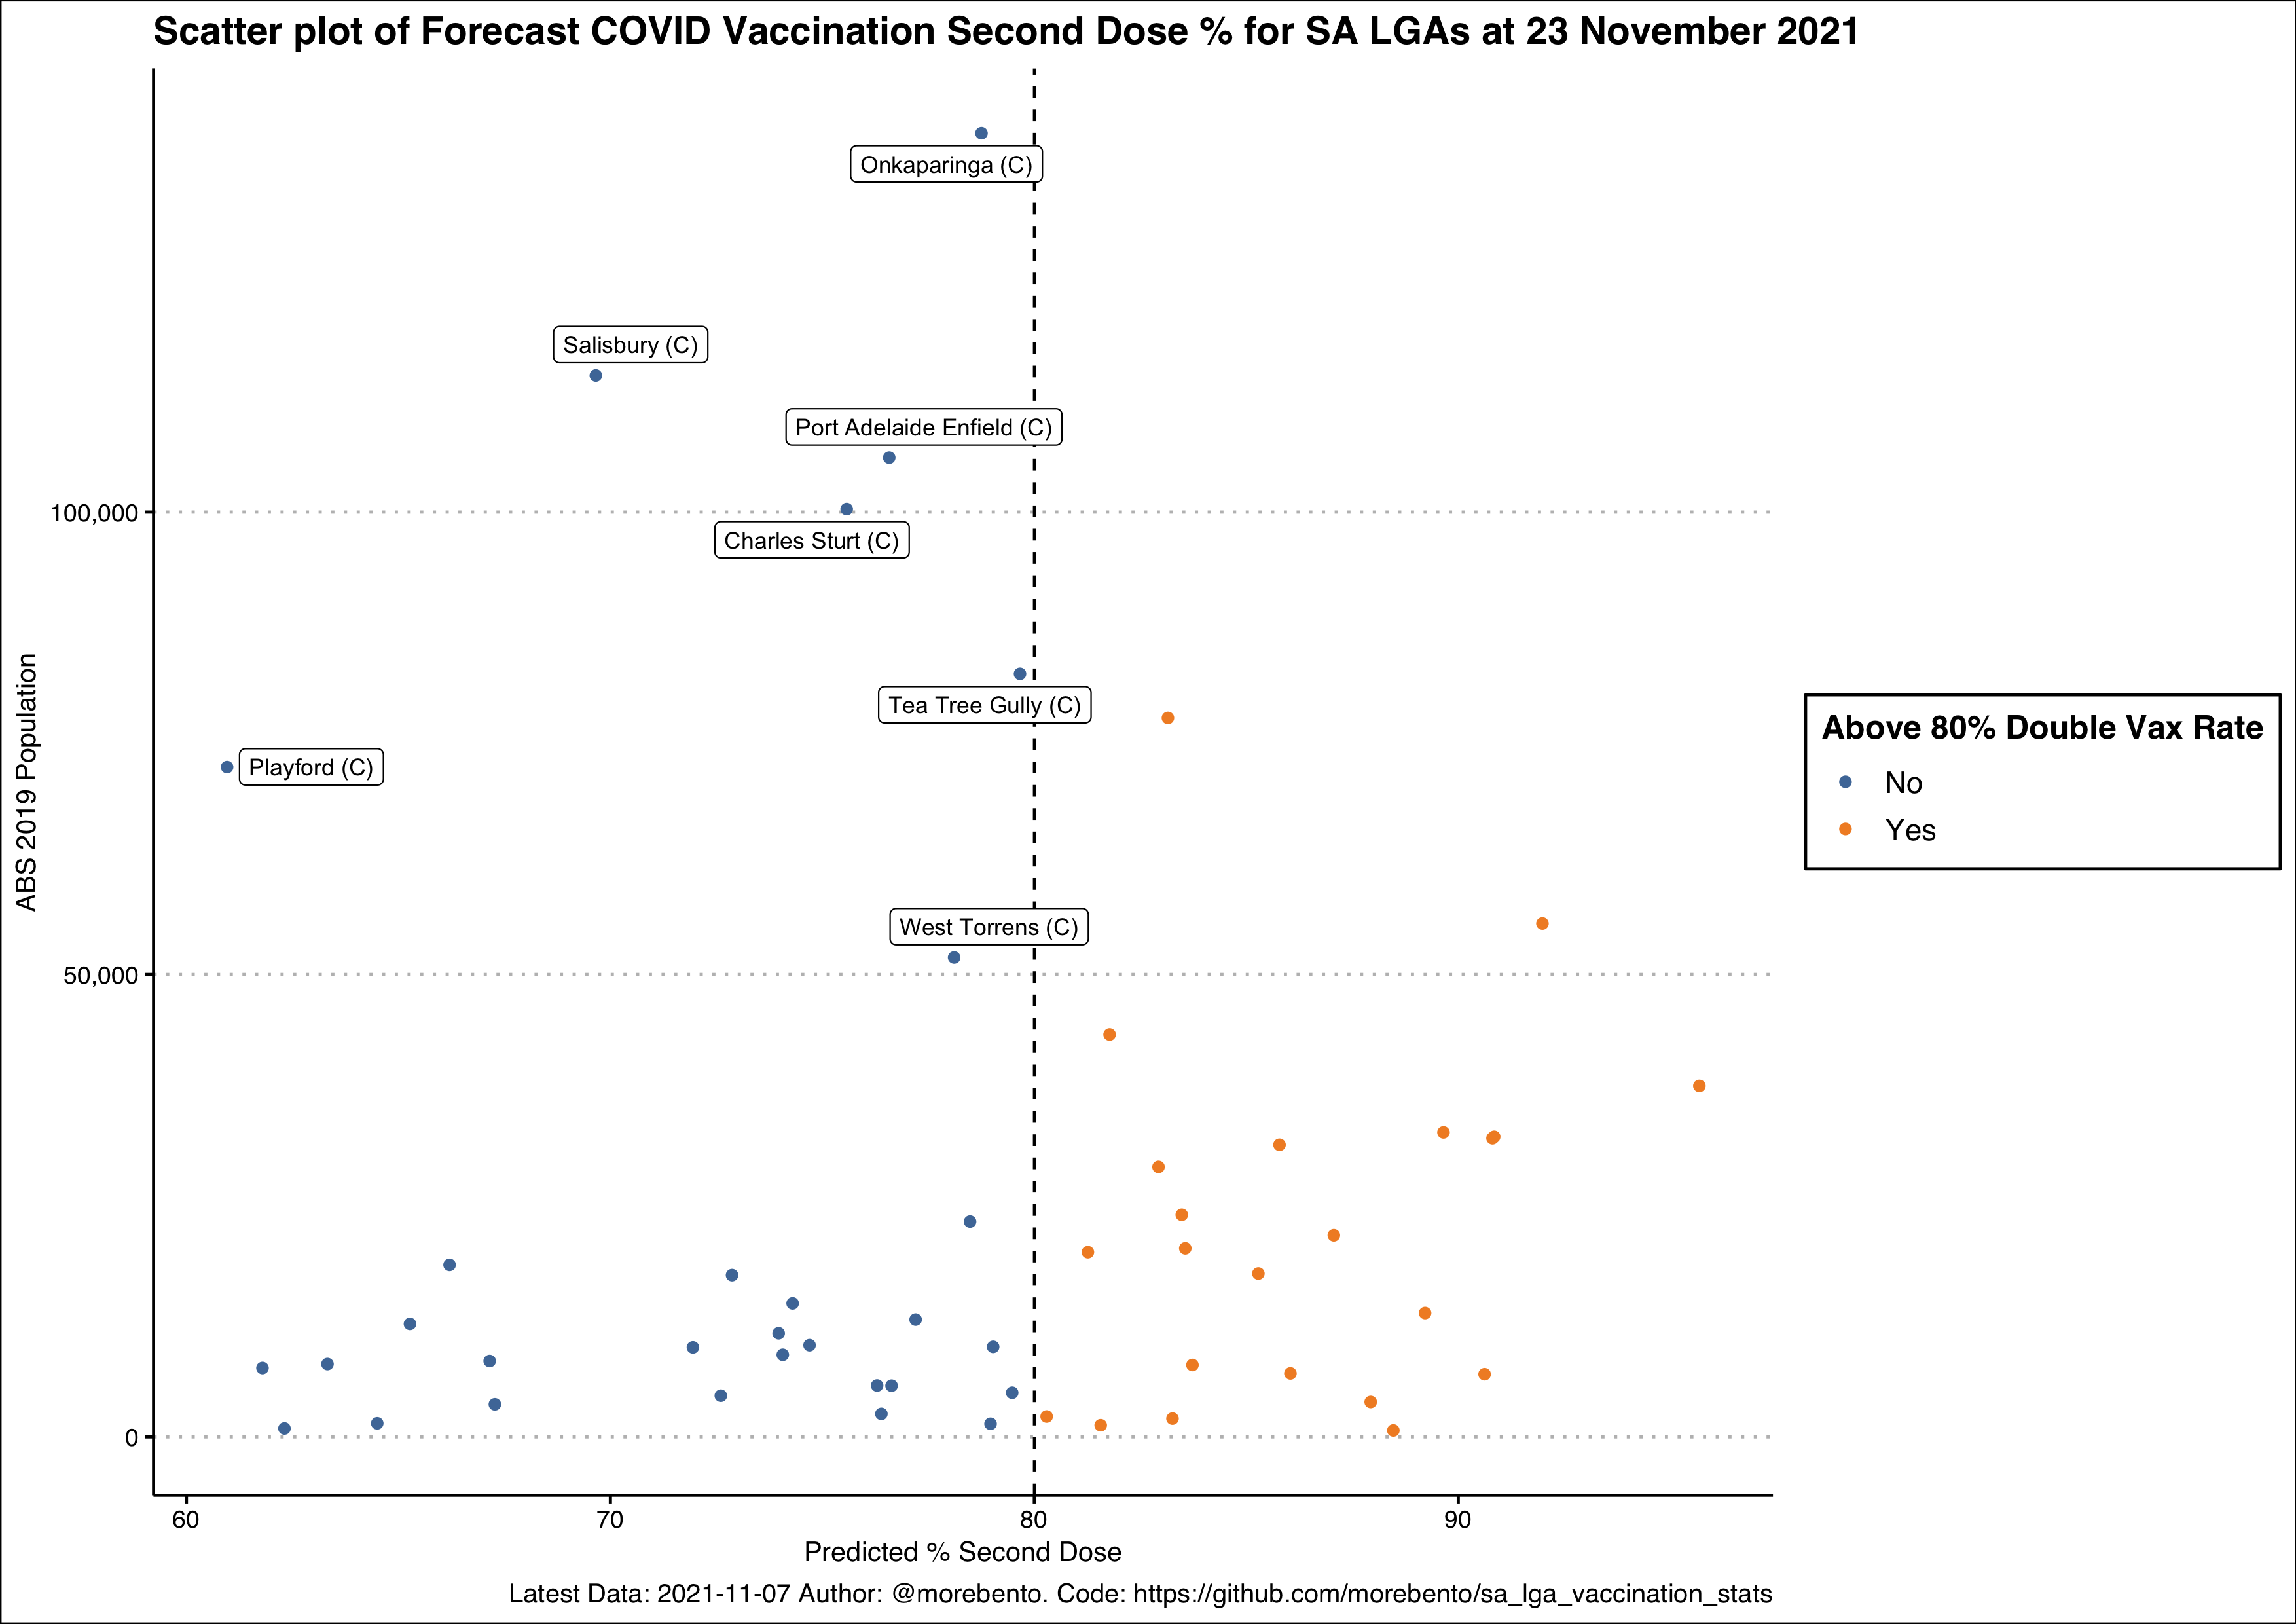 Scatter plot of Forecast COVID Vaccination Second Dose % for SA LGAs at 23 November 2021
Onkaparinga (C)
Salisbury (C)
Port Adelaide Enfield (C)
100,000
Charles Sturt (C)
Tea Tree Gully (C)
Playford (C)
ABS 2019 Population
Above 80% Double Vax Rate
No
Yes
West Torrens (C)
50,000
0
60 70 80 90
Predicted % Second Dose
Latest Data: 2021-11-07 Author: @morebento. Code: https://github.com/morebento/sa_lga_vaccination_stats